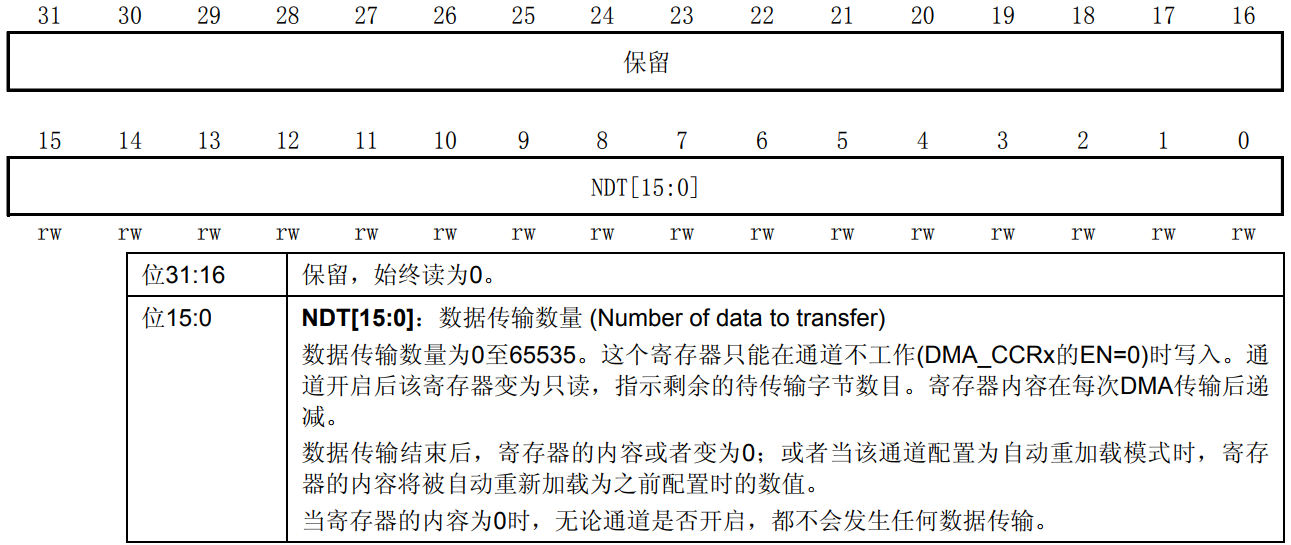 31 30 29 28 27 26 25 24 23 22 21 20 19 18 17 16
保留
15 14 13 12 11 10 9 8 7 6 5 4 3 2 1 0
NDT[15:0]
rw rw rw rw rw rw rw rw rw rw rw rw rw rw rw rw
位31:16 保留，始终读为0。
位15:0 NDT[15:0]：数据传输数量 (Number of data to transfer)
数据传输数量为0至65535。这个寄存器只能在通道不工作(DMA_CCRx的EN=0)时写入。通
道开启后该寄存器变为只读，指示剩余的待传输字节数目。寄存器内容在每次DMA传输后递
减。
数据传输结束后，寄存器的内容或者变为0；或者当该通道配置为自动重加载模式时，寄存
器的内容将被自动重新加载为之前配置时的数值。
当寄存器的内容为0时，无论通道是否开启，都不会发生任何数据传输。